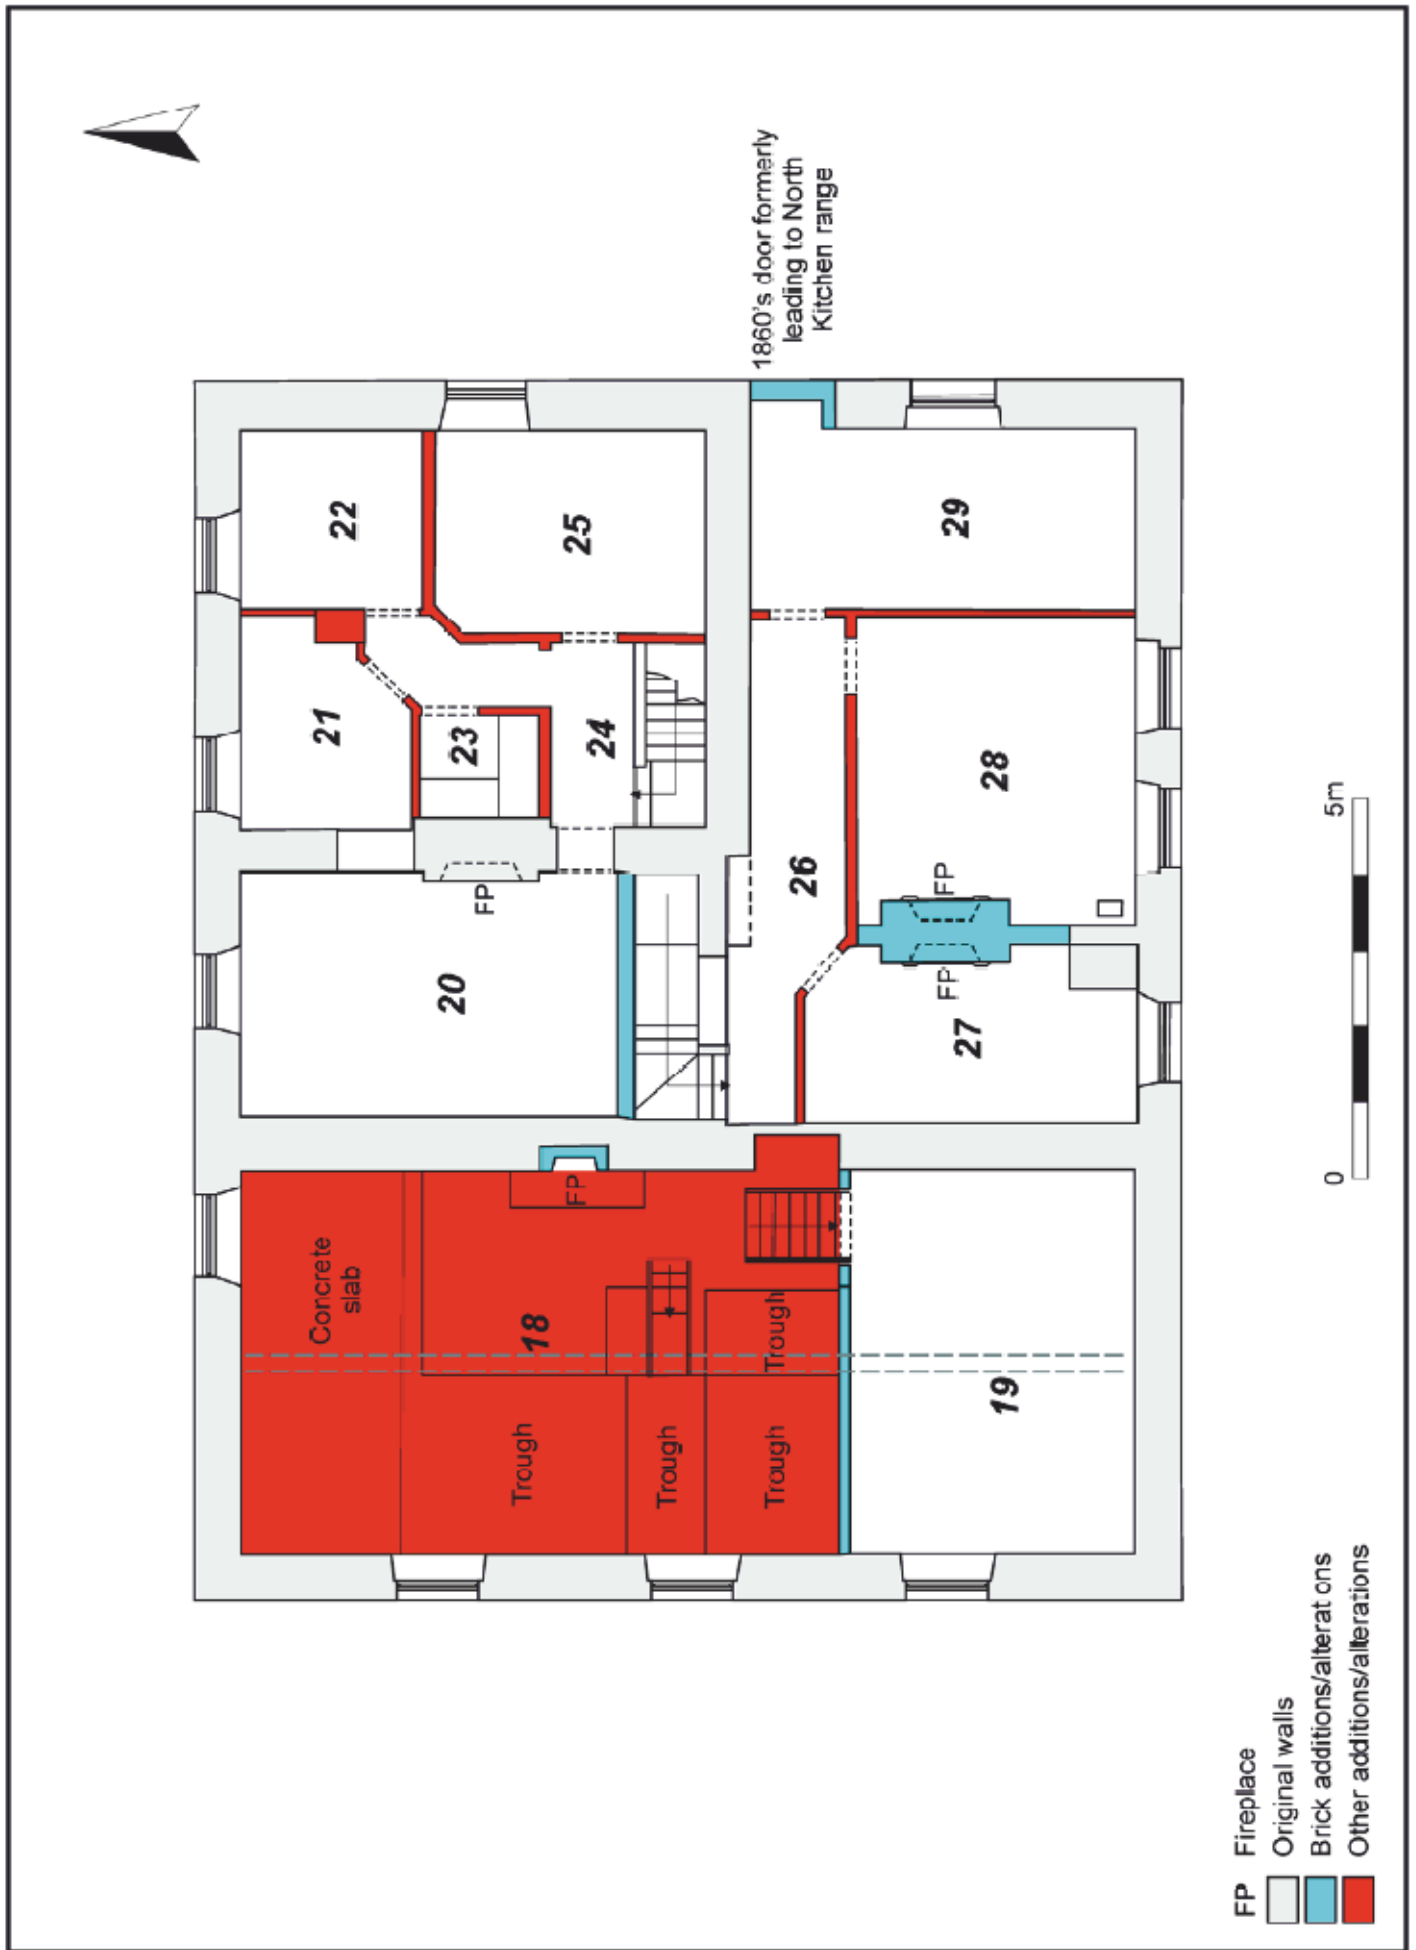 1860's door formerly
leading to North
Kitchen range
22
25
29
21
23
24
28
26
FP
FP
FP
20
27
Concrete
slab
FP
18
Trough
19
Trough
Trough
Trough
0
5m
FP Fireplace
Original walls
Brick additions/alterations
Other additions/alterations